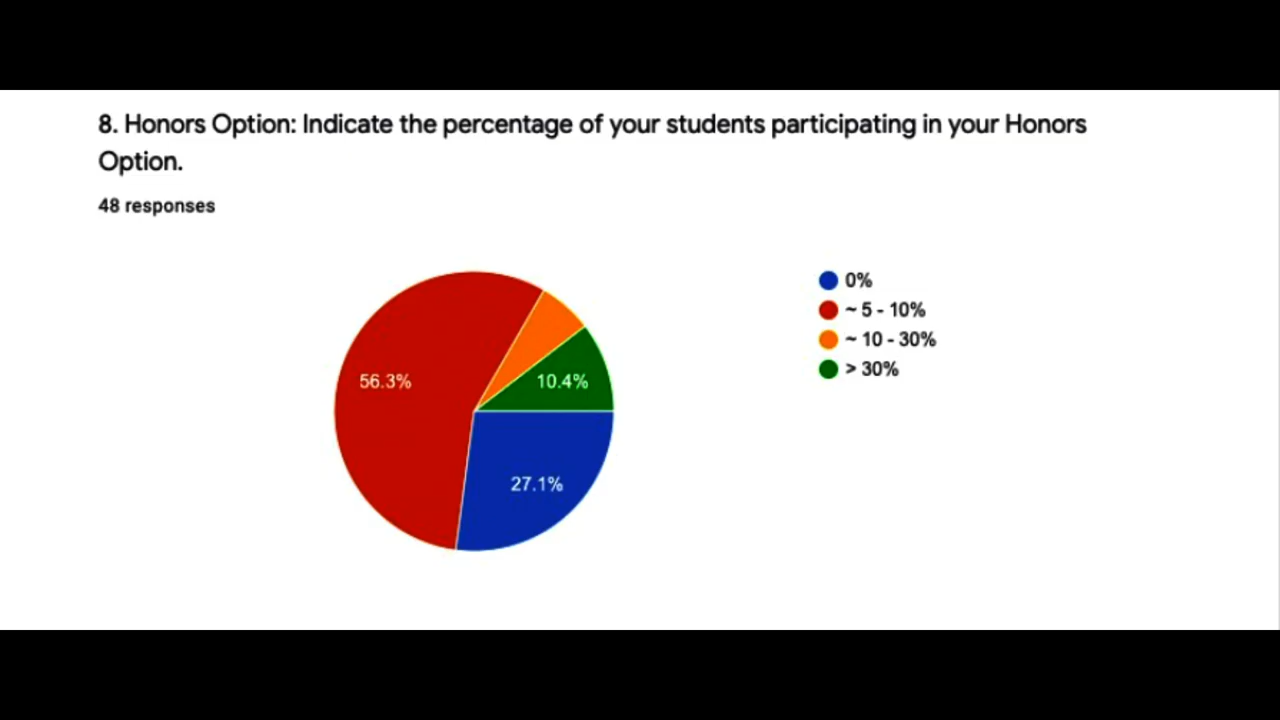 8. Honors Option: Indicate the percentage of your students participating in your Honors
Option.
48 responses
0%
~ 5 - 10%
~ 10 - 30%
> 30%
56.3%
10.4%
27.1%